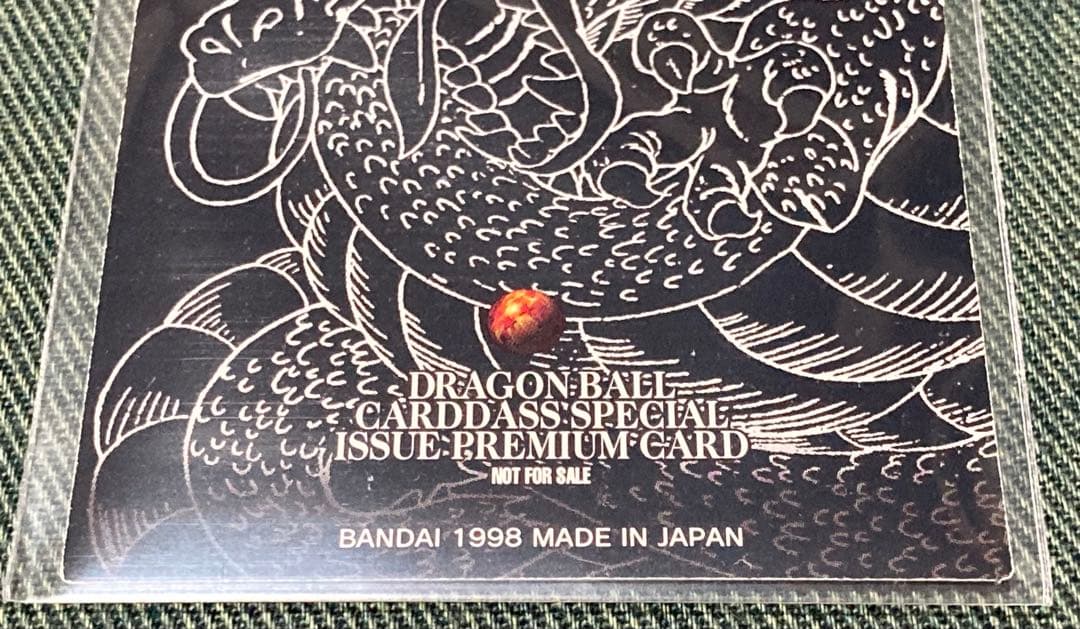 DRAGON BALL
CARDDASS SPECIAL
ISSUE PREMIUM CARD
NOT FOR SALE
BANDAI 1998 MADE IN JAPAN